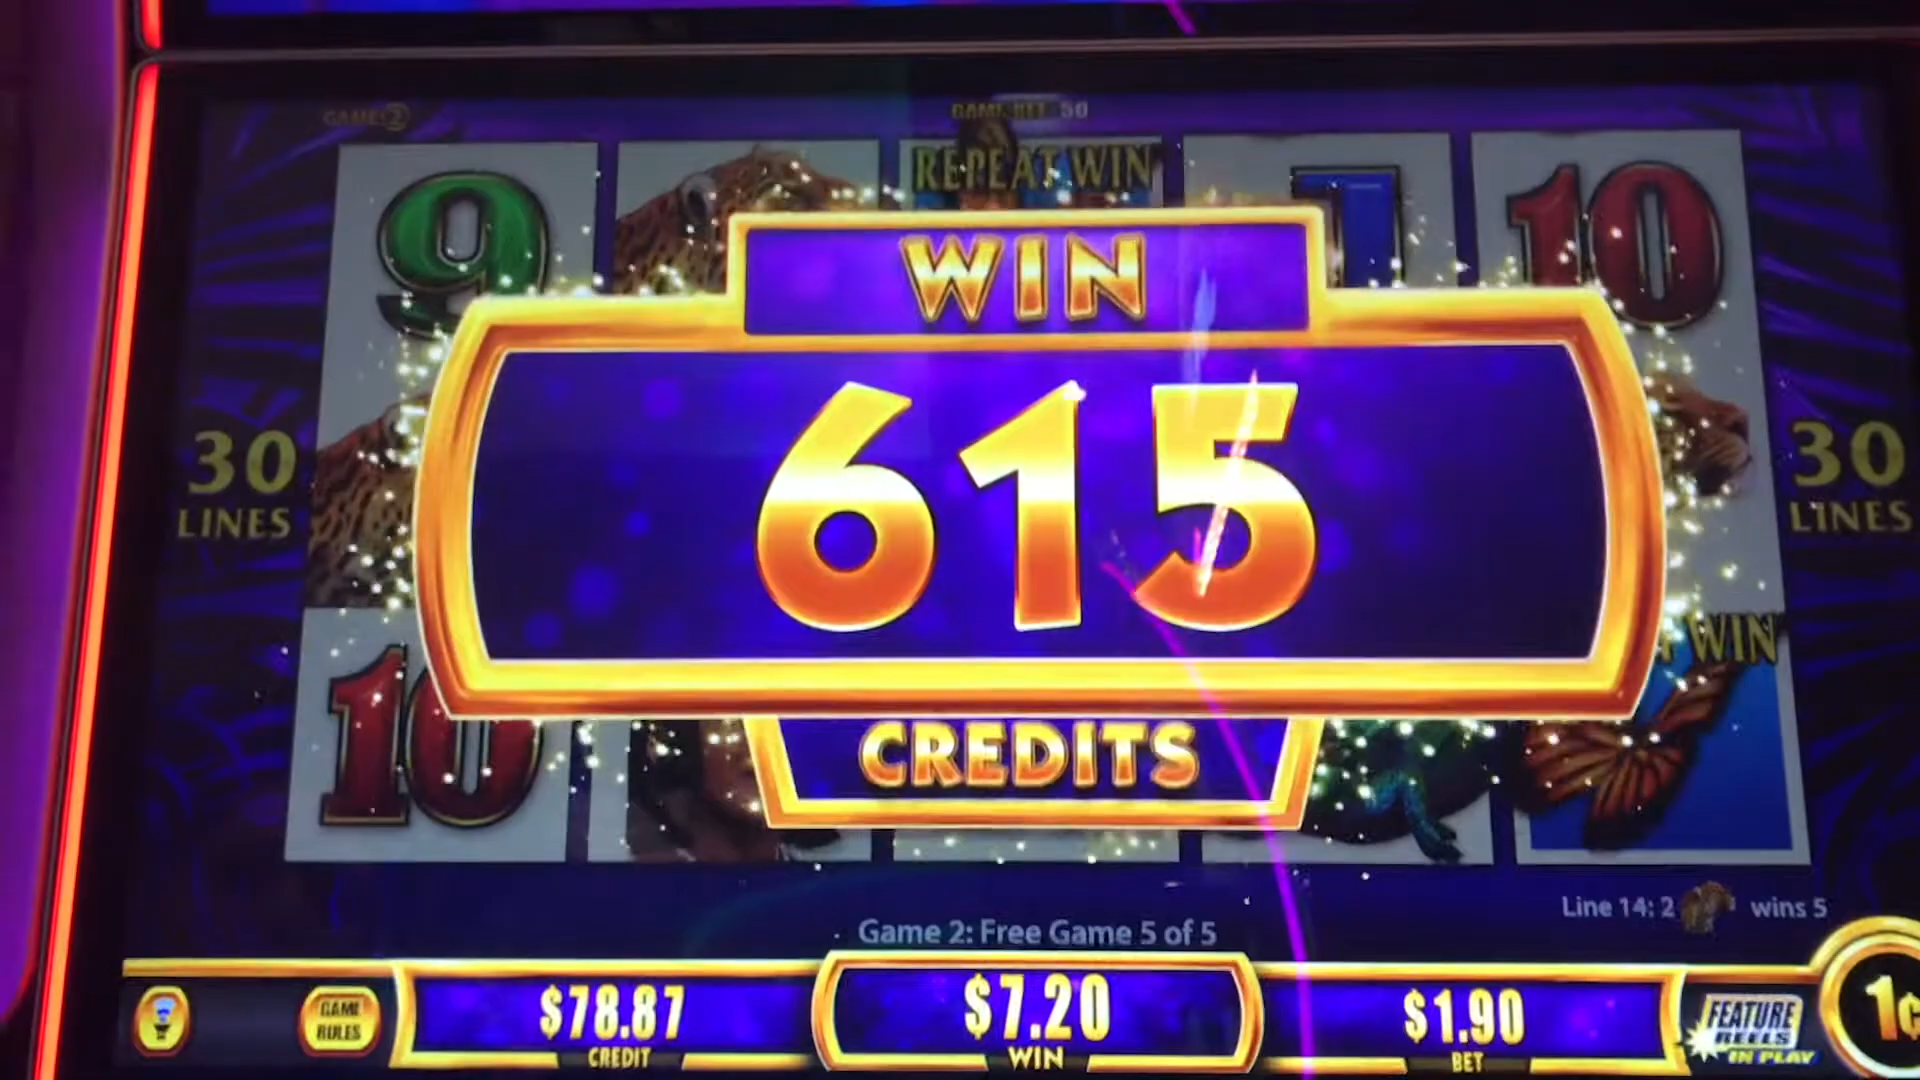 GAME 2
GAME BET 50
9
REPEAT WIN
10
WIN
615
CREDITS
30
LINES
30
LINES
10
WIN
Line 14: 2 wins 5
Game 2: Free Game 5 of 5
GAME
RULES
$78.87
CREDIT
$7.20
WIN
$1.90
BET
FEATURE
REELS
IN PLAY
1¢